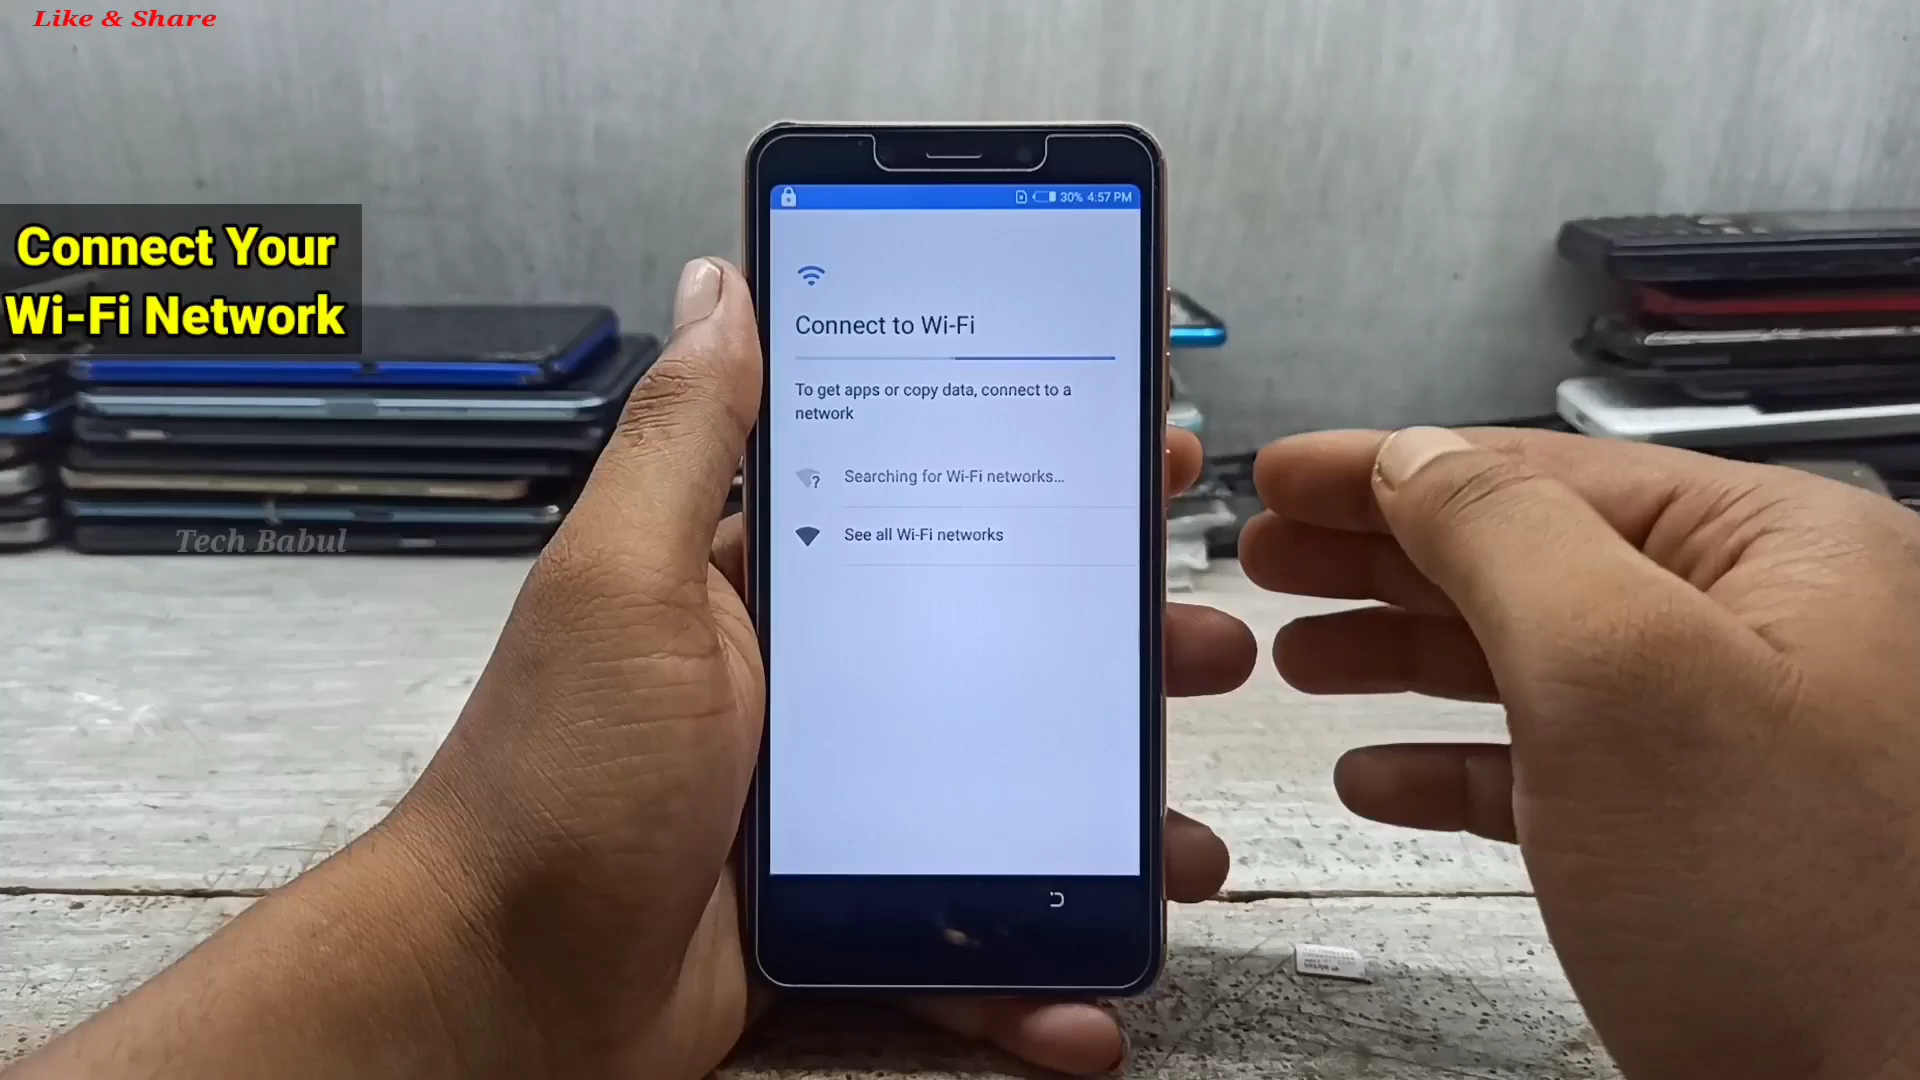 Like & Share
Connect Your
Wi-Fi Network
Tech Babul
30% 4:57 PM
Connect to Wi-Fi
To get apps or copy data, connect to a
network
Searching for Wi-Fi networks...
See all Wi-Fi networks